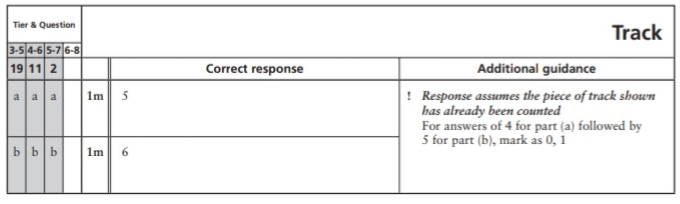 Tier & Question
Track
3-5 4-6 5-7 6-8
19 11 2 Correct response Additional guidance
a a a 1m 5 ! Response assumes the piece of track shown
has already been counted
For answers of 4 for part (a) followed by
5 for part (b), mark as 0, 1
b b b 1m 6